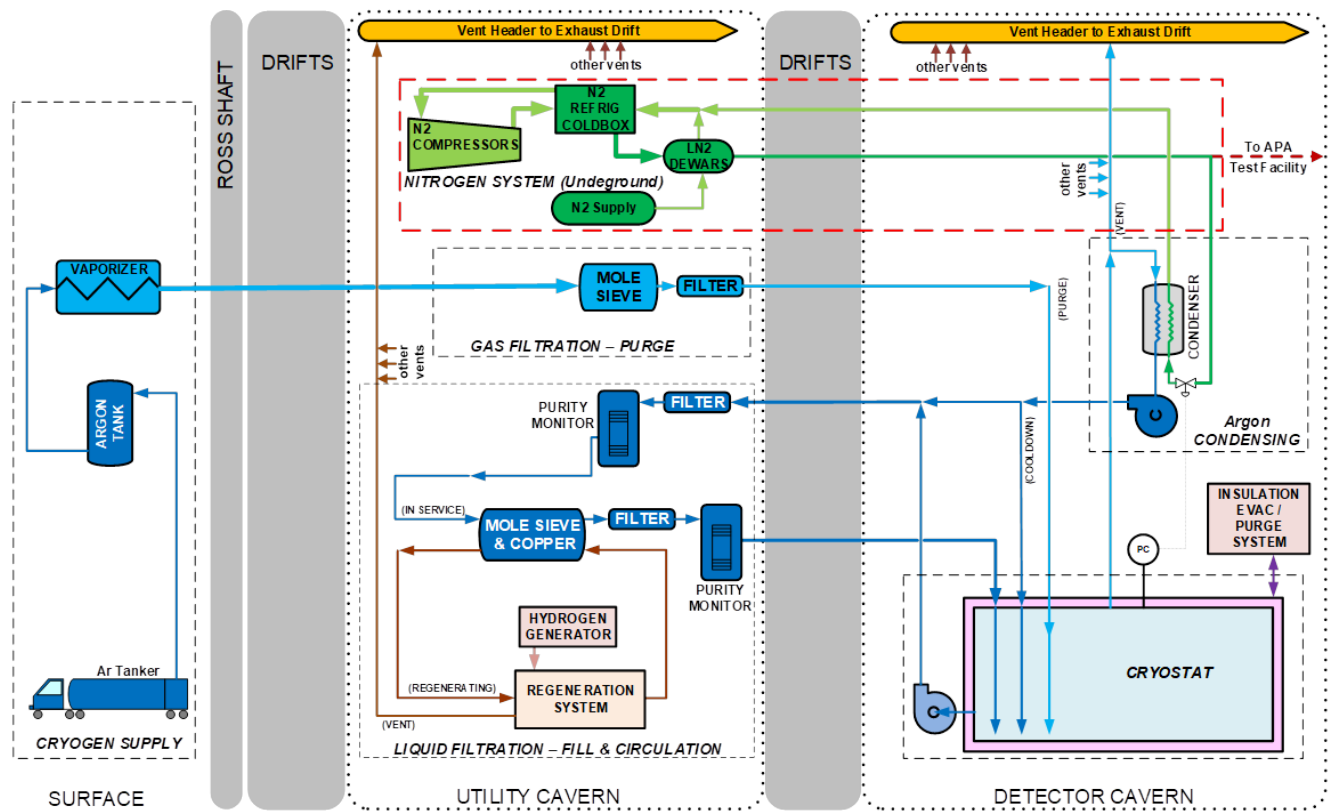 Vent Header to Exhaust Drift
Vent Header to Exhaust Drift
ROSS SHAFT
DRIFTS
DRIFTS
other vents
other vents
N2
COMPRESSORS
N2
REFRIG
COLDBOX
LN2
DEWARS
NITROGEN SYSTEM (Undeground)
N2 Supply
To APA
Test Facility
other
vents
(VENT)
VAPORIZER
MOLE
SIEVE
FILTER
(PURGE)
CONDENSER
GAS FILTRATION – PURGE
other
vents
ARGON
TANK
PURITY
MONITOR
FILTER
C
Argon
CONDENSING
(COOLDOWN)
(IN SERVICE)
MOLE SIEVE
& COPPER
FILTER
PURITY
MONITOR
INSULATION
EVAC /
PURGE
SYSTEM
PC
HYDROGEN
GENERATOR
CRYOSTAT
Ar Tanker
(REGENERATING)
REGENERATION
SYSTEM
C
(VENT)
CRYOGEN SUPPLY
LIQUID FILTRATION – FILL & CIRCULATION
SURFACE
UTILITY CAVERN
DETECTOR CAVERN